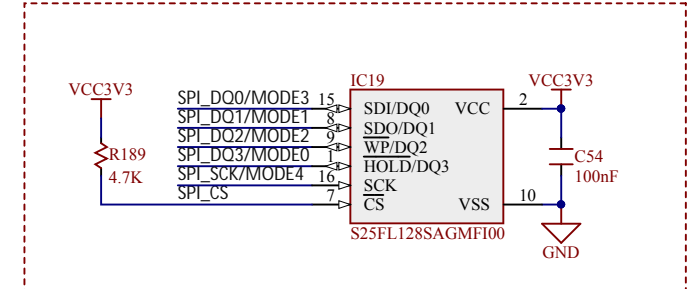 IC19
VCC3V3
VCC3V3
SPI_DQ0/MODE3 15 SDI/DQ0 VCC 2
SPI_DQ1/MODE1 8 SDO/DQ1
SPI_DQ2/MODE2 9 WP/DQ2
SPI_DQ3/MODE0 1 HOLD/DQ3
SPI_SCK/MODE4 16 SCK
SPI_CS 7 CS VSS 10
R189
4.7K
C54
100nF
S25FL128SAGMFI00
GND